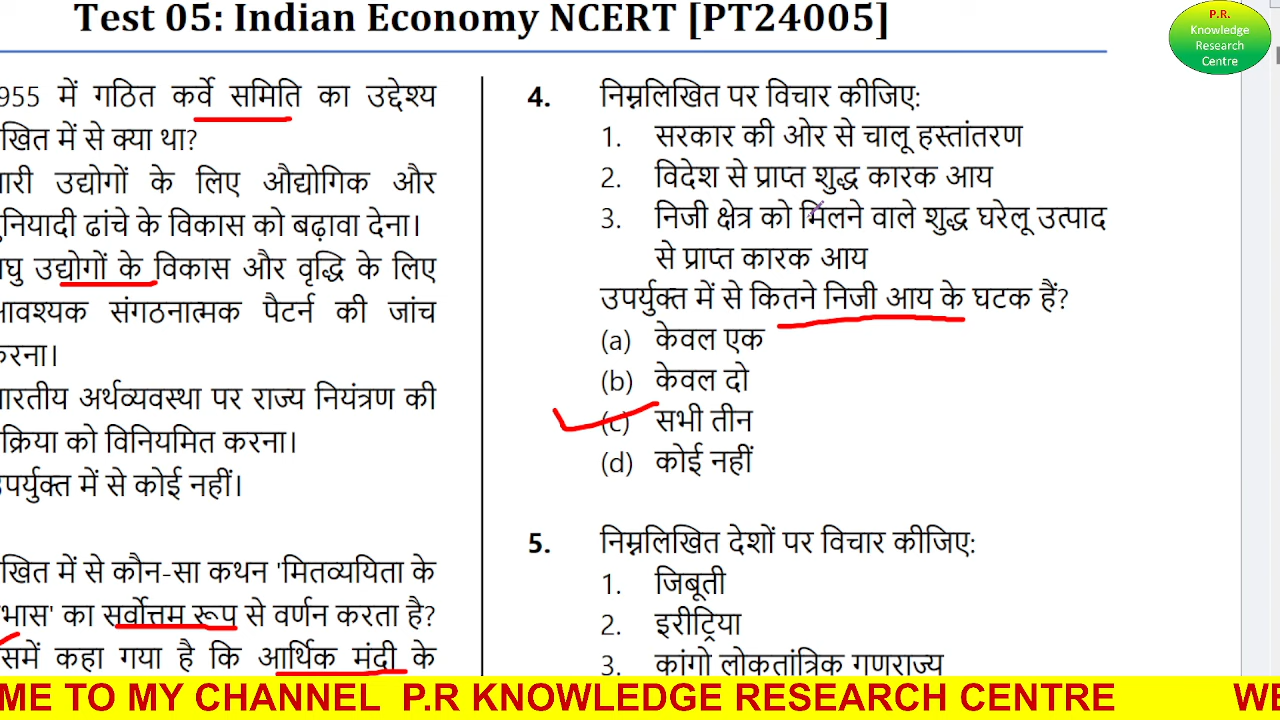 Test 05: Indian Economy NCERT [PT24005]
P.R.
Knowledge
Research
Centre
955 में गठित कर्वे समिति का उद्देश्य
खित में से क्या था?
उद्योगों के लिए औद्योगिक और
ढांचे के विकास को बढ़ावा देना।
घु उद्योगों के विकास और वृद्धि के लिए
आवश्यक संगठनात्मक पैटर्न की जांच
करना।
भारतीय अर्थव्यवस्था पर राज्य नियंत्रण की
क्रिया को विनियमित करना।
उपर्युक्त में से कोई नहीं।
खित में से कौन-सा कथन 'मितव्ययिता के
भास' का सर्वोत्तम रूप से वर्णन करता है?
समें कहा गया है कि आर्थिक मंदी के
4. निम्नलिखित पर विचार कीजिए:
1. सरकार की ओर से चालू हस्तांतरण
2. विदेश से प्राप्त शुद्ध कारक आय
3. निजी क्षेत्र को मिलने वाले शुद्ध घरेलू उत्पाद
से प्राप्त कारक आय
उपर्युक्त में से कितने निजी आय के घटक हैं?
(a) केवल एक
(b) केवल दो
(c) सभी तीन
(d) कोई नहीं
5. निम्नलिखित देशों पर विचार कीजिए:
1. जिबूती
2. इरीट्रिया
3. कांगो लोकतांत्रिक गणराज्य
ME TO MY CHANNEL P.R KNOWLEDGE RESEARCH CENTRE WE